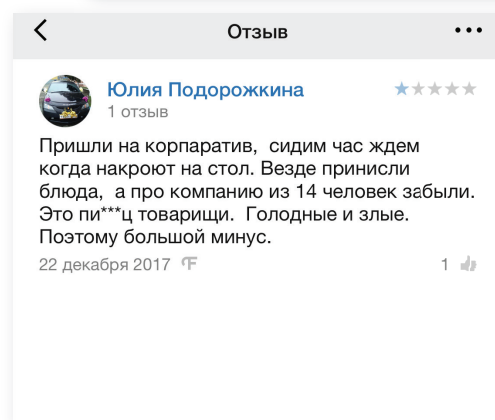 Отзыв
Юлия Подорожкина
1 отзыв
Пришли на корпаратив, сидим час ждем
когда накроют на стол. Везде принисли
блюда, а про компанию из 14 человек забыли.
Это пи***ц товарищи. Голодные и злые.
Поэтому большой минус.
22 декабря 2017
1